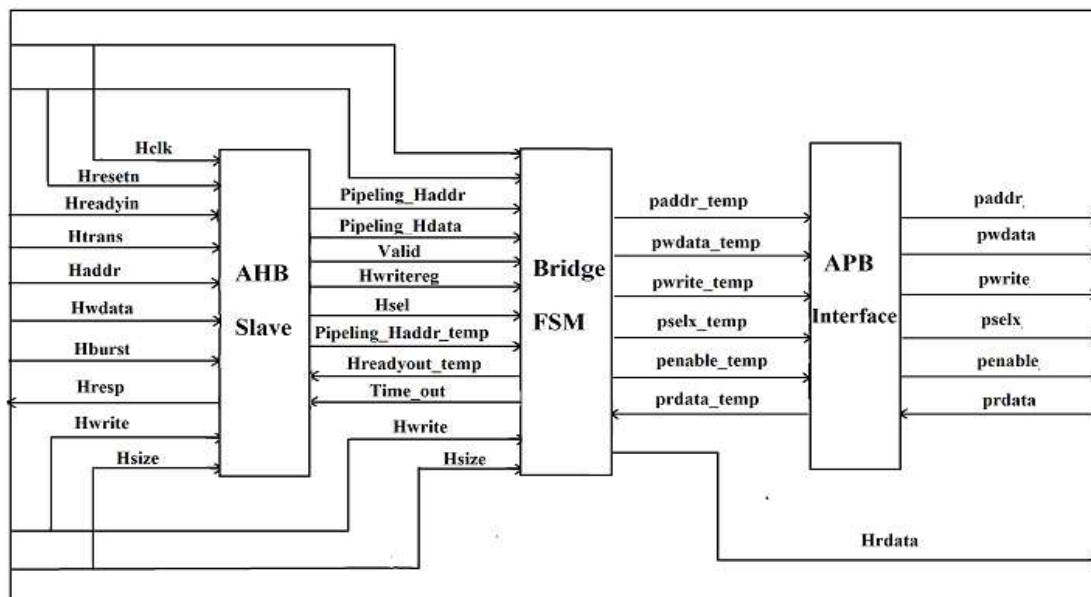 Hclk
Hresetn
Hreadyin
Htrans
Haddr
Hwdata
Hburst
Hresp
Hwrite
Hsize
AHB
Slave
Pipeling_Haddr
Pipeling_Hdata
Valid
Hwritereg
Hsel
Pipeling_Haddr_temp
Hreadyout_temp
Time_out
Hwrite
Hsize
Bridge
FSM
paddr_temp
pwdata_temp
pwrite_temp
pselx_temp
penable_temp
prdata_temp
APB
Interface
paddr
pwdata
pwrite
pselx
penable
prdata
Hrdata